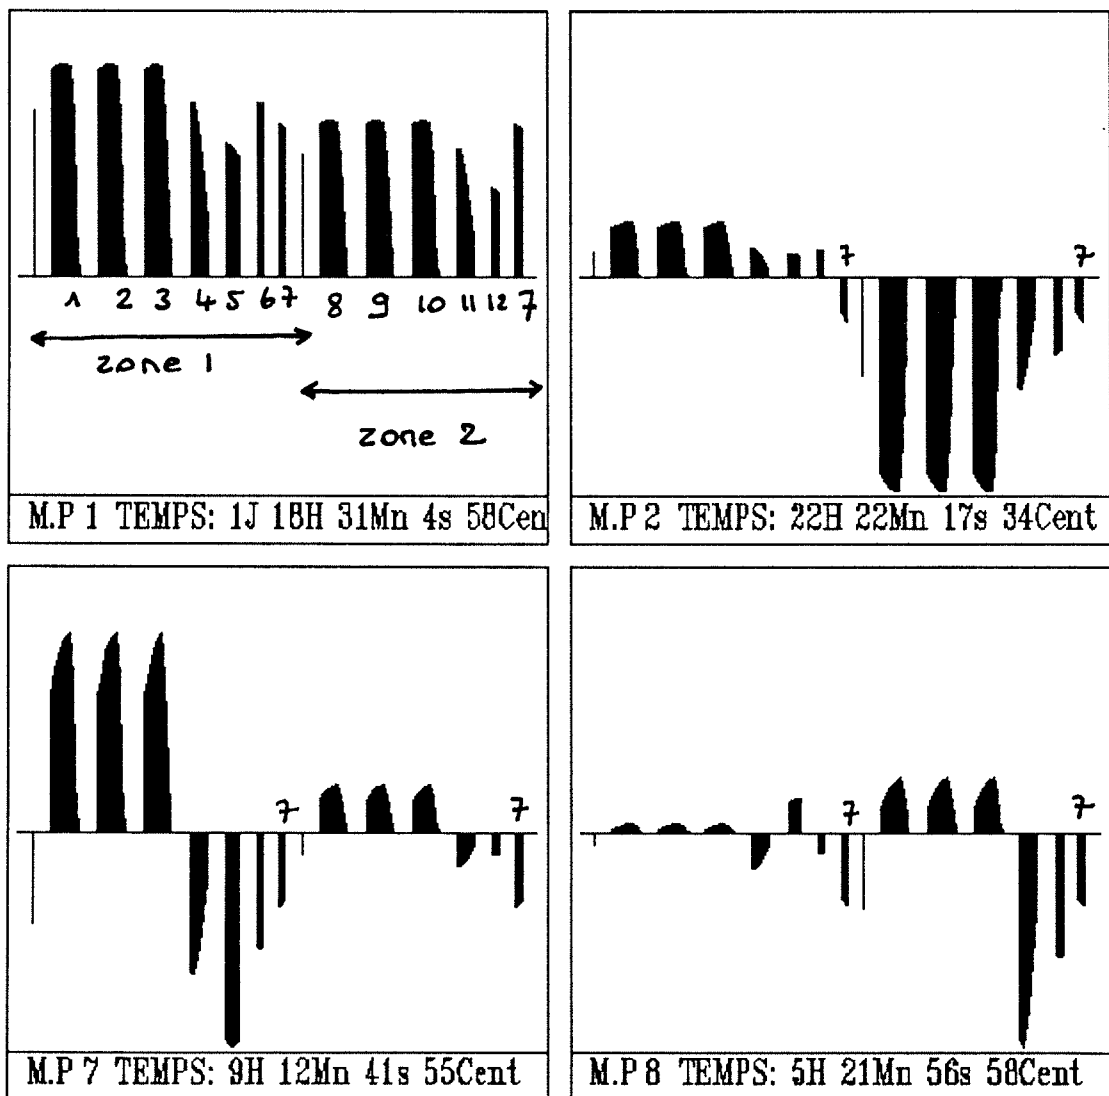 1 2 3 4 5 6 7 8 9 10 11 12 7
zone 1
zone 2
M.P 1 TEMPS: 1J 18H 31Mn 4s 58Cen
7 7
M.P 2 TEMPS: 22H 22Mn 17s 34Cent
7 7
M.P 7 TEMPS: 9H 12Mn 41s 55Cent
7 7
M.P 8 TEMPS: 5H 21Mn 56s 58Cent